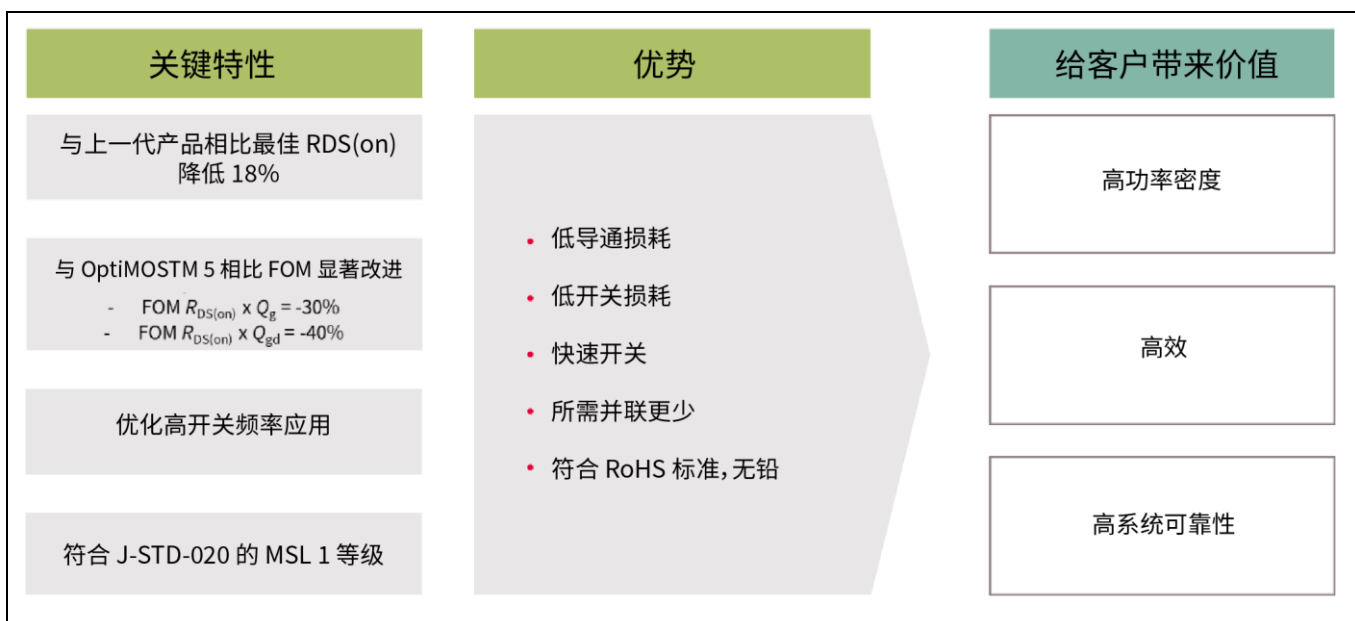 关键特性
与上一代产品相比最佳 RDS(on)
降低 18%
与 OptiMOSTM 5 相比 FOM 显著改进
- FOM RDS(on) x Qg = -30%
- FOM RDS(on) x Qgd = -40%
优化高开关频率应用
符合 J-STD-020 的 MSL 1 等级
优势
• 低导通损耗
• 低开关损耗
• 快速开关
• 所需并联更少
• 符合 RoHS 标准,无铅
给客户带来价值
高功率密度
高效
高系统可靠性